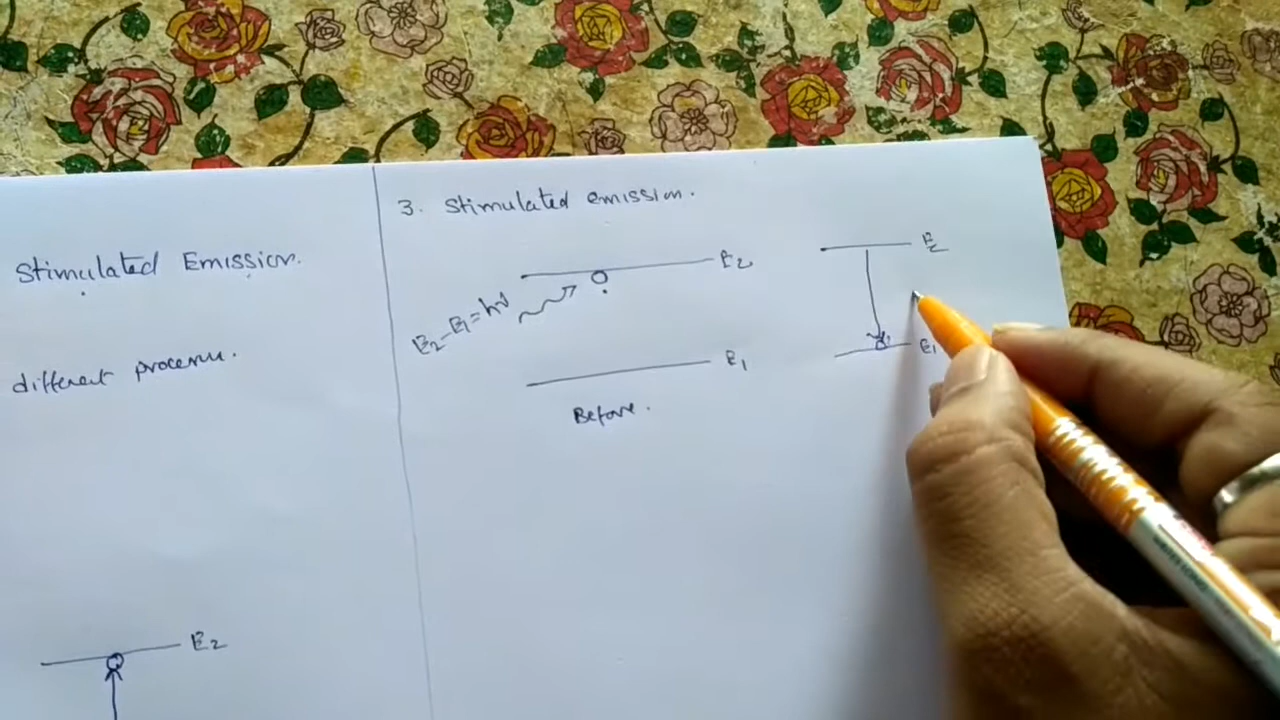 Stimulated Emission.
different process.
E2
3. Stimulated emission.
E2
E2-E1=hν
E1
Before.
E2
E1